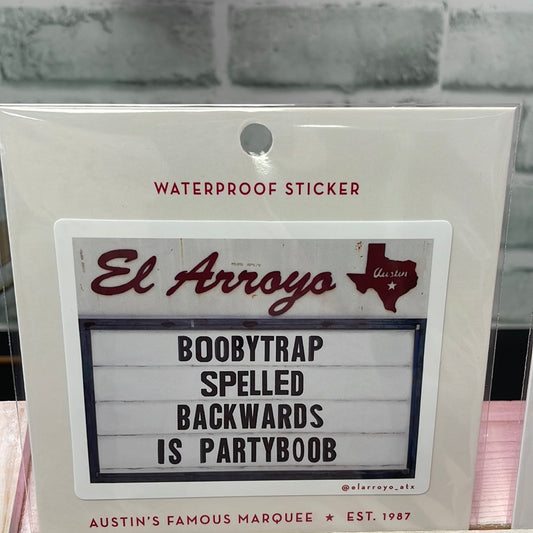 WATERPROOF STICKER
El Arroyo
Austin
BOOBYTRAP
SPELLED
BACKWARDS
IS PARTYBOOB
@elarroyo_atx
AUSTIN'S FAMOUS MARQUEE ★ EST. 1987